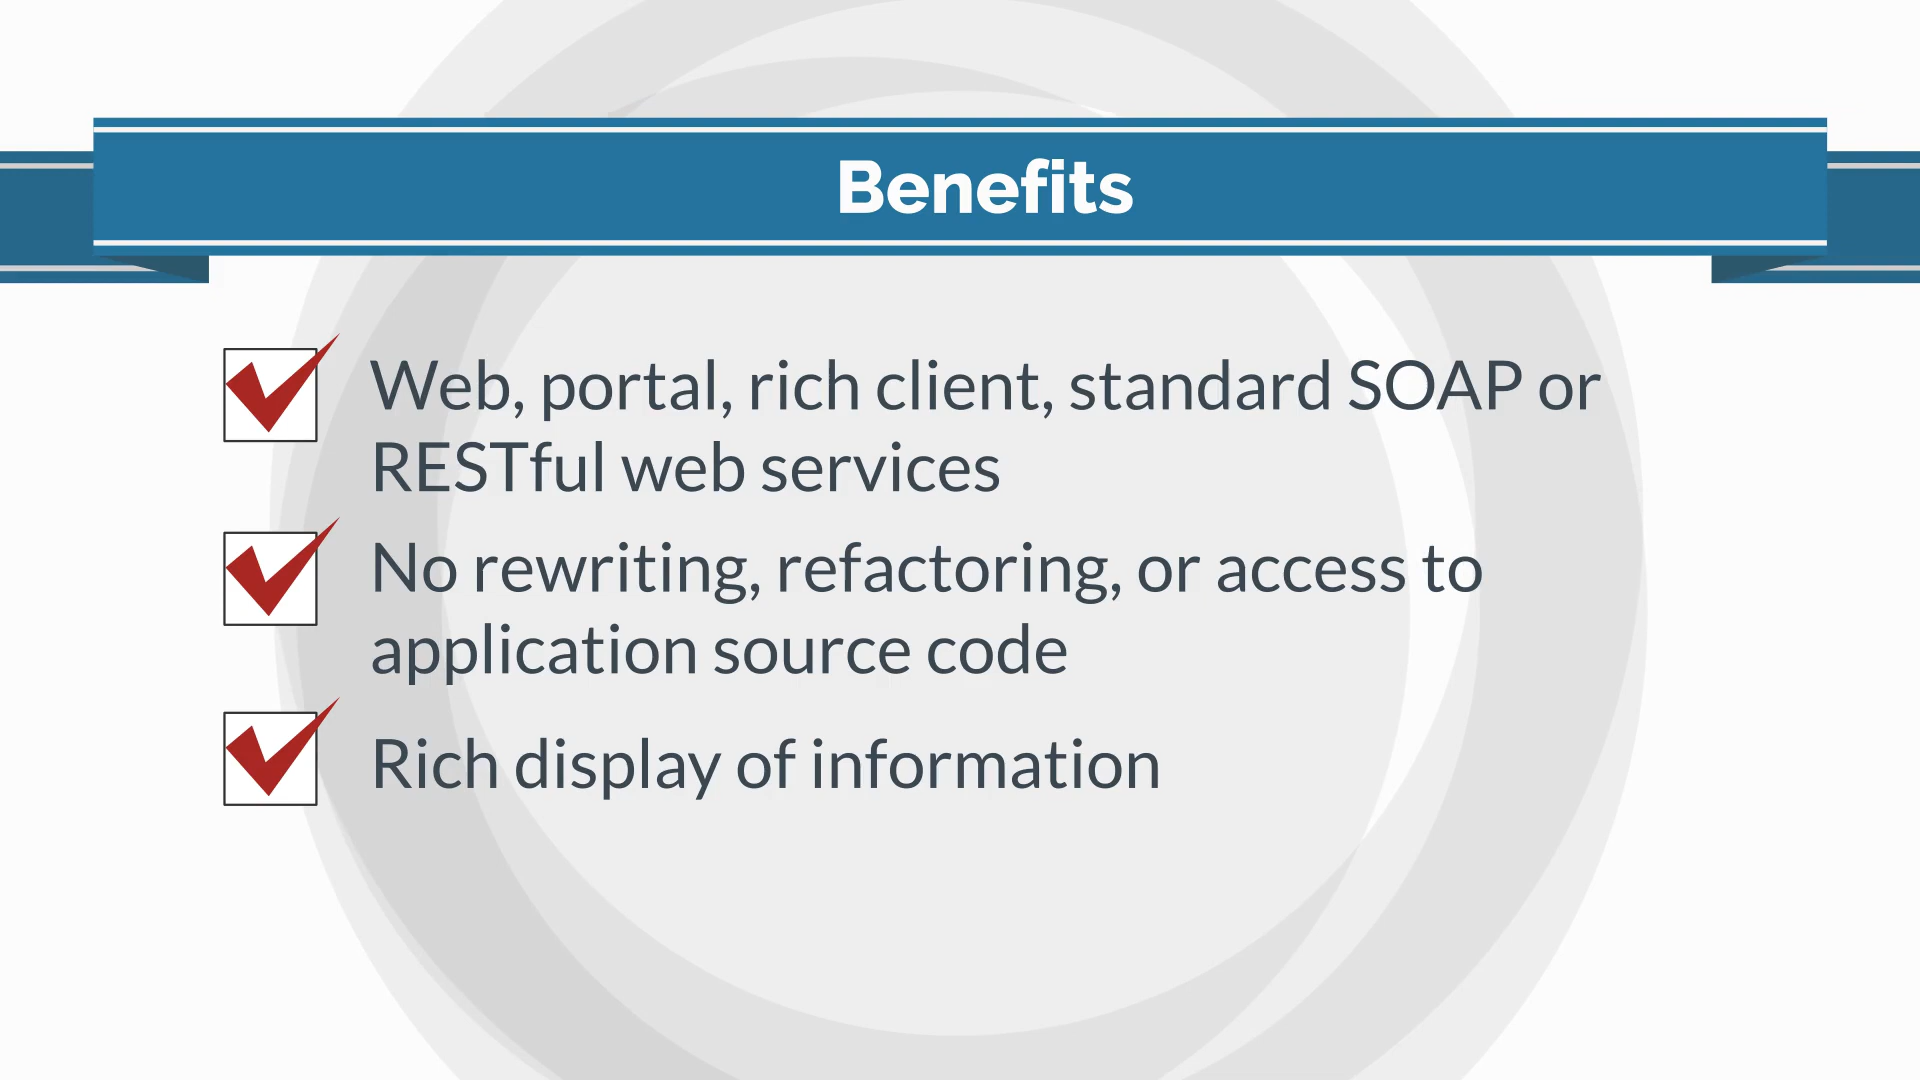 Benefits
Web, portal, rich client, standard SOAP or
RESTful web services
No rewriting, refactoring, or access to
application source code
Rich display of information